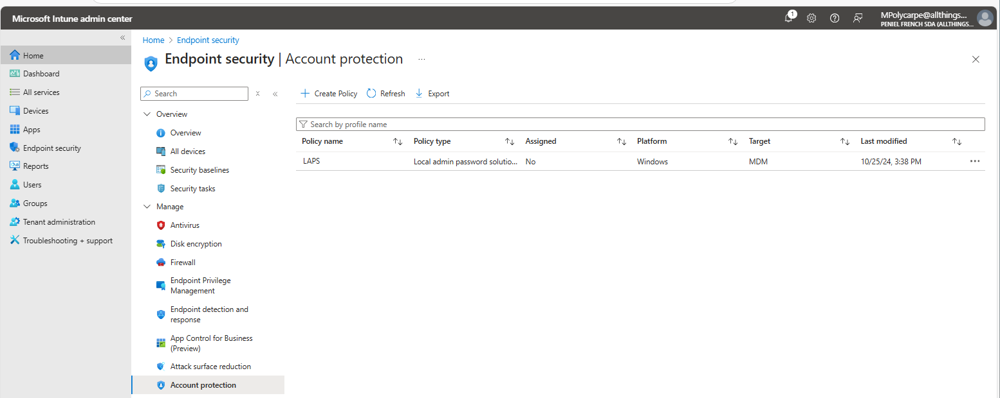 Microsoft Intune admin center
1
MPolycarpe@allthings...
PENIEL FRENCH SDA (ALLTHINGS...
Home
Dashboard
All services
Devices
Apps
Endpoint security
Reports
Users
Groups
Tenant administration
Troubleshooting + support
Home > Endpoint security
Endpoint security | Account protection ...
Search
Overview
Overview
All devices
Security baselines
Security tasks
Manage
Antivirus
Disk encryption
Firewall
Endpoint Privilege
Management
Endpoint detection and
response
App Control for Business
(Preview)
Attack surface reduction
Account protection
Create Policy Refresh Export
Search by profile name
Policy name Policy type Assigned Platform Target Last modified
LAPS Local admin password solutio... No Windows MDM 10/25/24, 3:38 PM ...